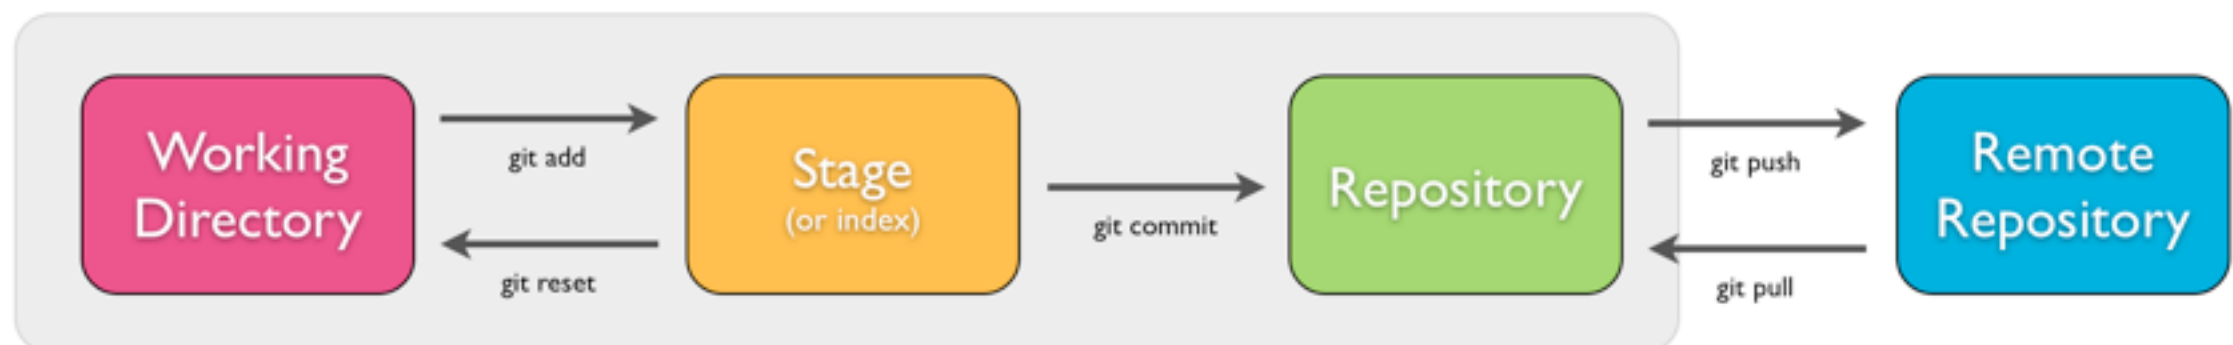 Working
Directory
git add
git reset
Stage
(or index)
git commit
Repository
git push
git pull
Remote
Repository